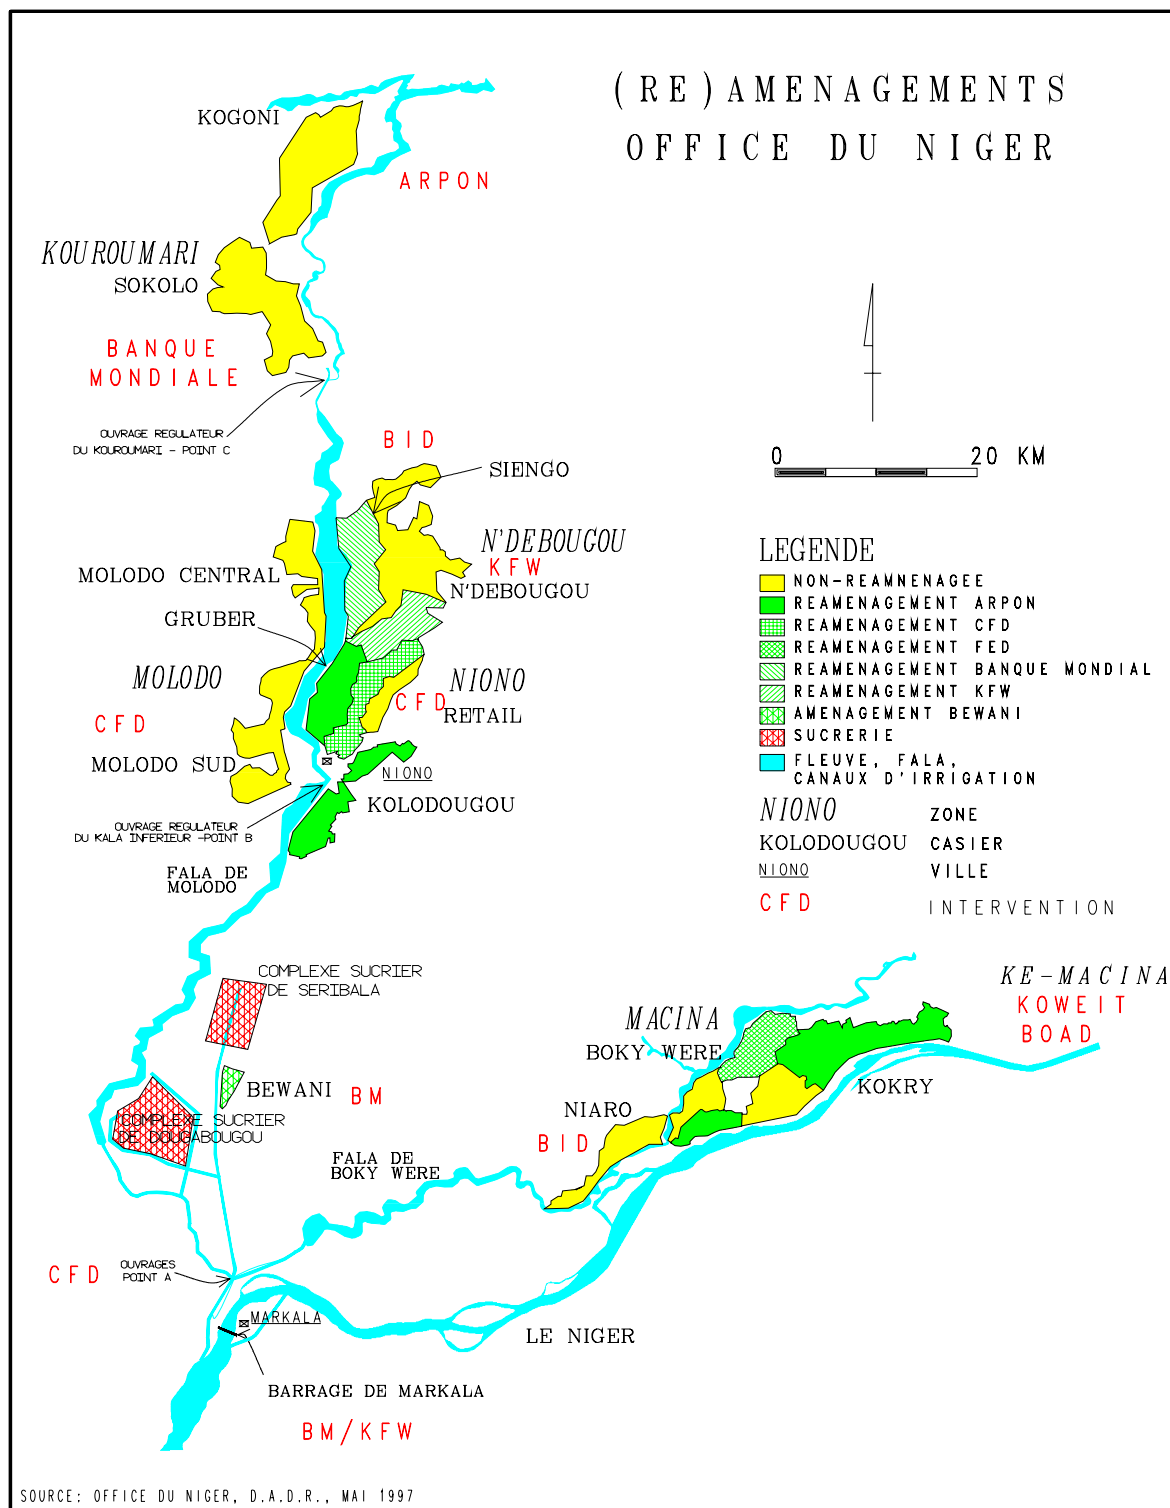 (RE)AMENAGEMENTS
OFFICE DU NIGER
KOGONI
ARPON
KOUROUMARI
SOKOLO
BANQUE
MONDIALE
OUVRAGE REGULATEUR
DU KOUROUMARI - POINT C
BID
SIENGO
N'DEBOUGOU
KFW
N'DEBOUGOU
MOLODO CENTRAL
GRUBER
MOLODO
CFD
MOLODO SUD
NIONO
CFD
RETAIL
NIONO
KOLODOUGOU
OUVRAGE REGULATEUR
DU KALA INFERIEUR -POINT B
FALA DE
MOLODO
0 20 KM
LEGENDE
NON-REAMNENAGEE
REAMENAGEMENT ARPON
REAMENAGEMENT CFD
REAMENAGEMENT FED
REAMENAGEMENT BANQUE MONDIAL
REAMENAGEMENT KFW
AMENAGEMENT BEWANI
SUCRERIE
FLEUVE, FALA,
CANAUX D'IRRIGATION
NIONO ZONE
KOLODOUGOU CASIER
NIONO VILLE
CFD INTERVENTION
COMPLEXE SUCRIER
DE SERIBALA
BEWANI
BM
COMPLEXE SUCRIER
DE DOUGABOUGOU
KE-MACINA
KOWEIT
BOAD
MACINA
BOKY WERE
KOKRY
NIARO
BID
FALA DE
BOKY WERE
CFD
OUVRAGES
POINT A
MARKALA
LE NIGER
BARRAGE DE MARKALA
BM/KFW
SOURCE: OFFICE DU NIGER, D.A.D.R., MAI 1997